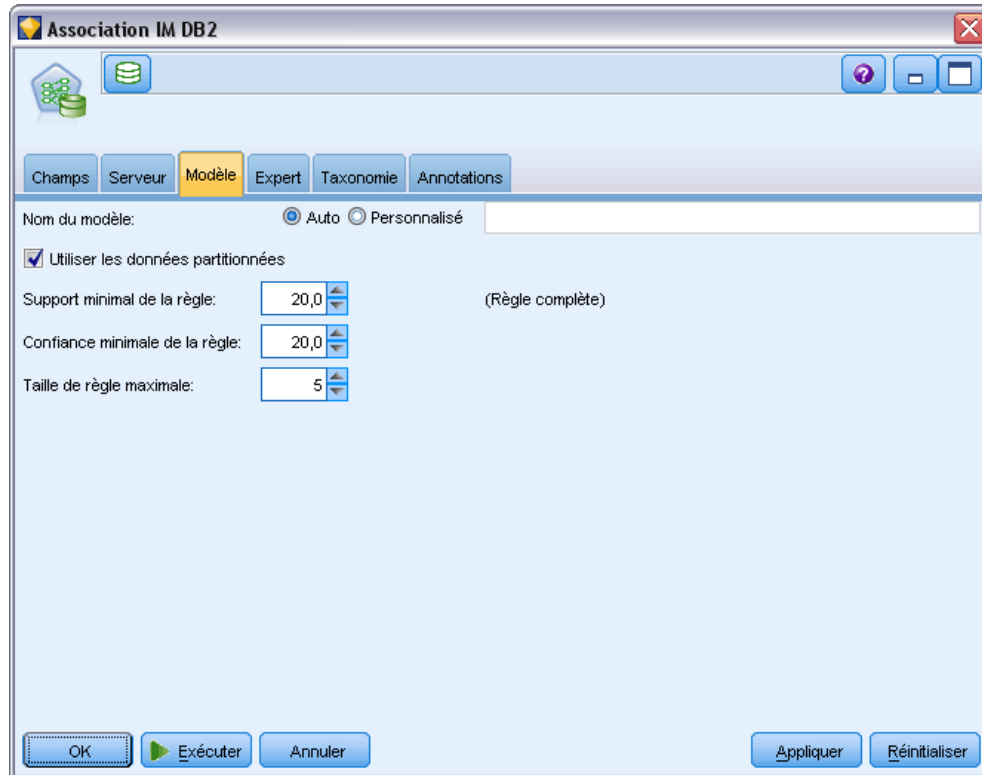 Association IM DB2
Champs Serveur Modèle Expert Taxonomie Annotations
Nom du modèle: Auto Personnalisé
Utiliser les données partitionnées
Support minimal de la règle: 20,0 (Règle complète)
Confiance minimale de la règle: 20,0
Taille de règle maximale: 5
OK Exécuter Annuler Appliquer Réinitialiser